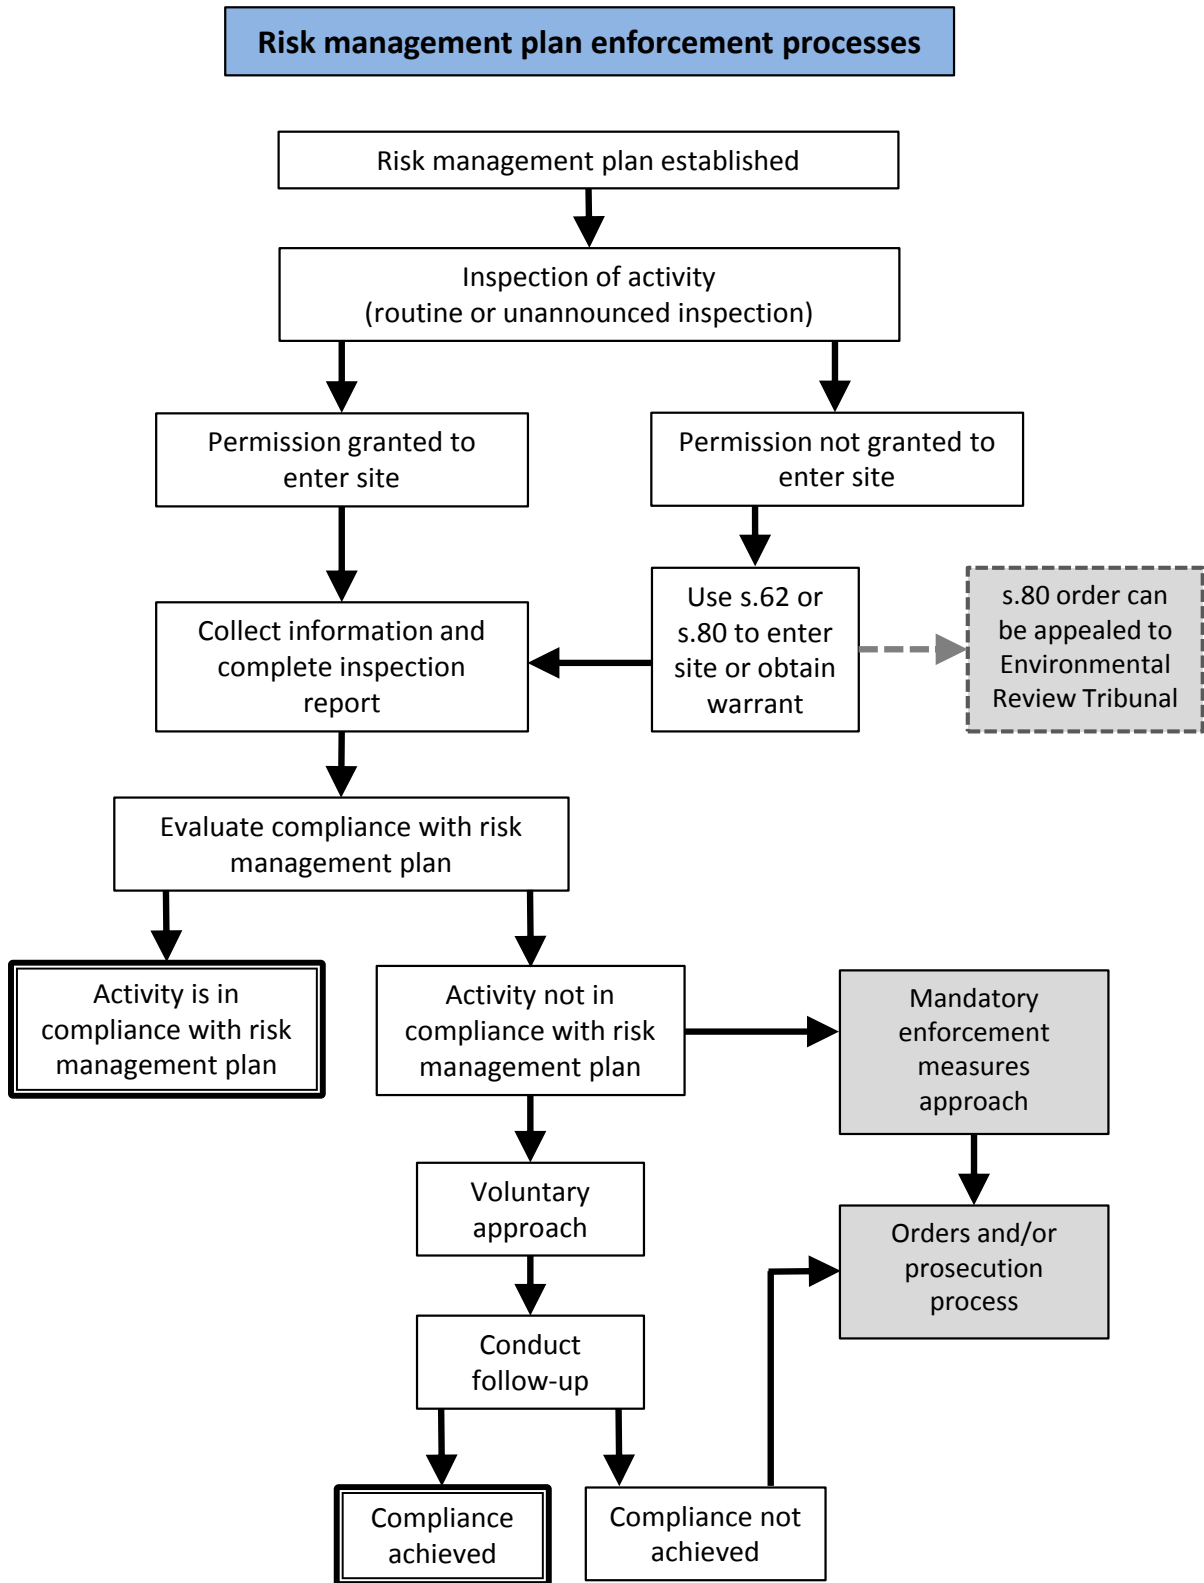 Risk management plan enforcement processes
Risk management plan established
Inspection of activity
(routine or unannounced inspection)
Permission granted to
enter site
Permission not granted to
enter site
Collect information and
complete inspection
report
Use s.62 or
s.80 to enter
site or obtain
warrant
s.80 order can
be appealed to
Environmental
Review Tribunal
Evaluate compliance with risk
management plan
Activity is in
compliance with risk
management plan
Activity not in
compliance with risk
management plan
Mandatory
enforcement
measures
approach
Voluntary
approach
Orders and/or
prosecution
process
Conduct
follow-up
Compliance
achieved
Compliance not
achieved